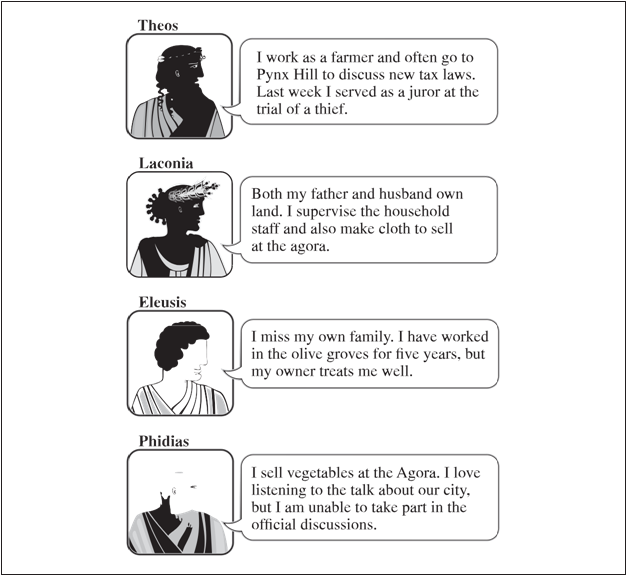 Theos
I work as a farmer and often go to
Pynx Hill to discuss new tax laws.
Last week I served as a juror at the
trial of a thief.
Laconia
Both my father and husband own
land. I supervise the household
staff and also make cloth to sell
at the agora.
Eleusis
I miss my own family. I have worked
in the olive groves for five years, but
my owner treats me well.
Phidias
I sell vegetables at the Agora. I love
listening to the talk about our city,
but I am unable to take part in the
official discussions.